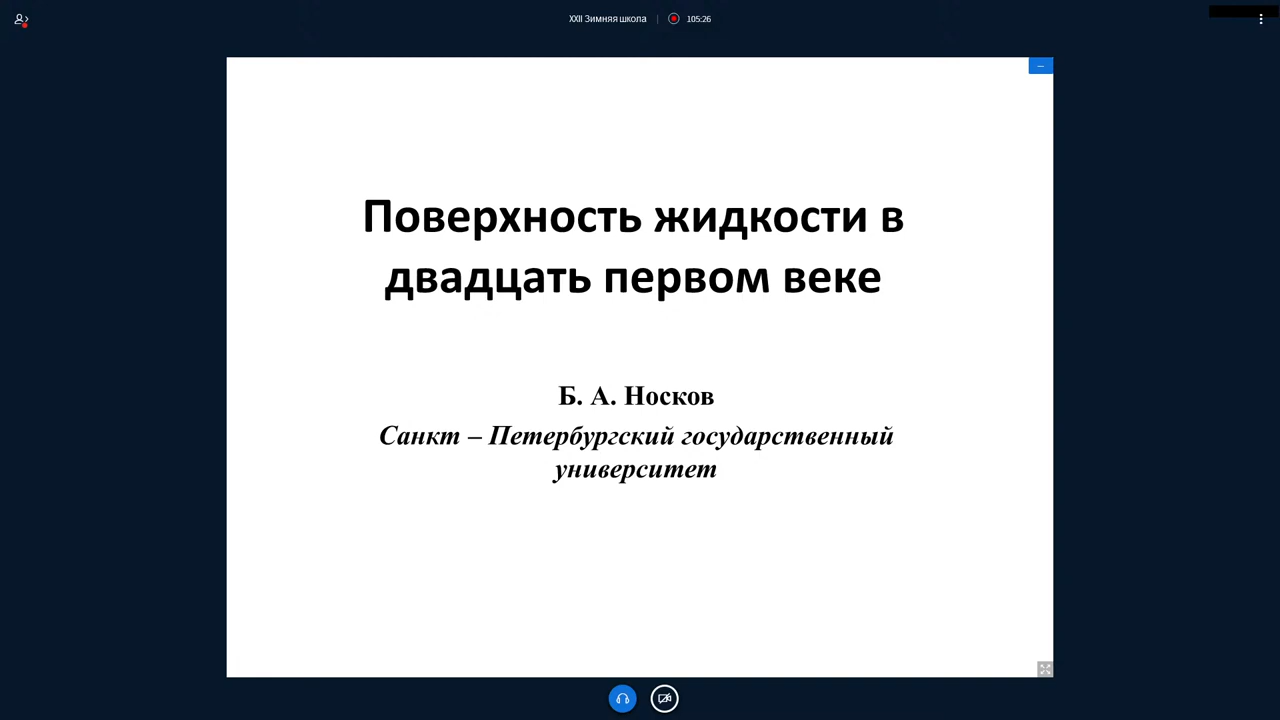 XXII Зимняя школа
105:26
Поверхность жидкости в
двадцать первом веке
Б. А. Носков
Санкт – Петербургский государственный
университет